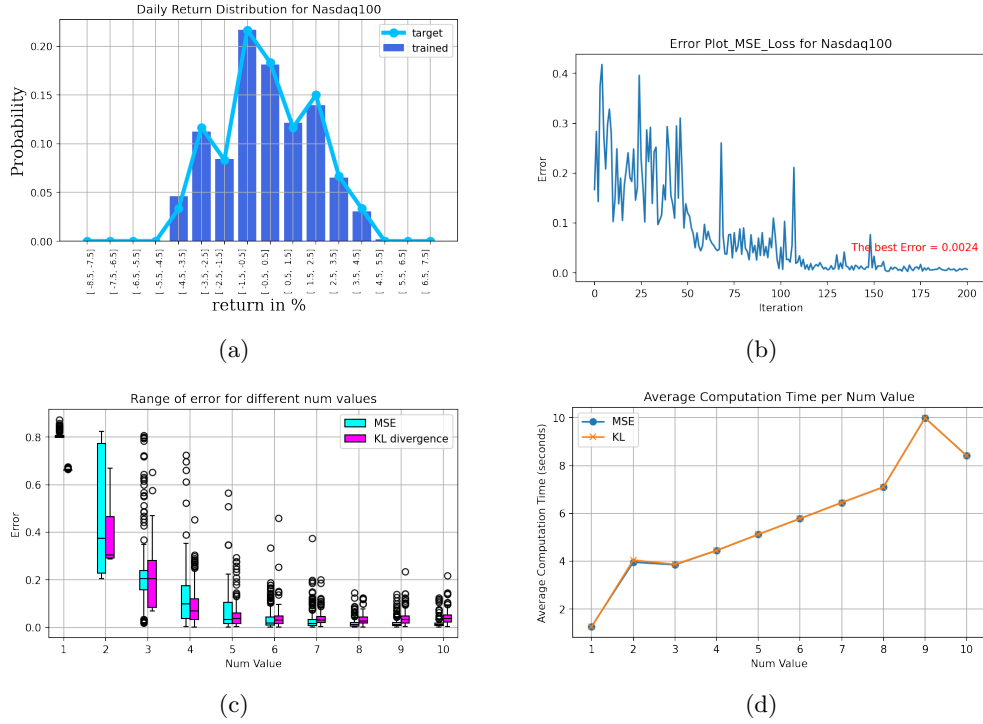 Daily Return Distribution for Nasdaq100
target
trained
Probability
0.20
0.15
0.10
0.05
0.00
[ -8.5, -7.5]
[ -7.5, -6.5]
[ -6.5, -5.5]
[ -5.5, -4.5]
[ -4.5, -3.5]
[ -3.5, -2.5]
[ -2.5, -1.5]
[ -1.5, -0.5]
[ -0.5, 0.5]
[ 0.5, 1.5]
[ 1.5, 2.5]
[ 2.5, 3.5]
[ 3.5, 4.5]
[ 4.5, 5.5]
[ 5.5, 6.5]
[ 6.5, 7.5]
return in %
(a)
Error Plot_MSE_Loss for Nasdaq100
Error
0.4
0.3
0.2
0.1
0.0
The best Error = 0.0024
0 25 50 75 100 125 150 175 200
Iteration
(b)
Range of error for different num values
MSE
KL divergence
Error
0.8
0.6
0.4
0.2
0.0
1 2 3 4 5 6 7 8 9 10
Num Value
(c)
Average Computation Time per Num Value
MSE
KL
Average Computation Time (seconds)
10
8
6
4
2
1 2 3 4 5 6 7 8 9 10
Num Value
(d)